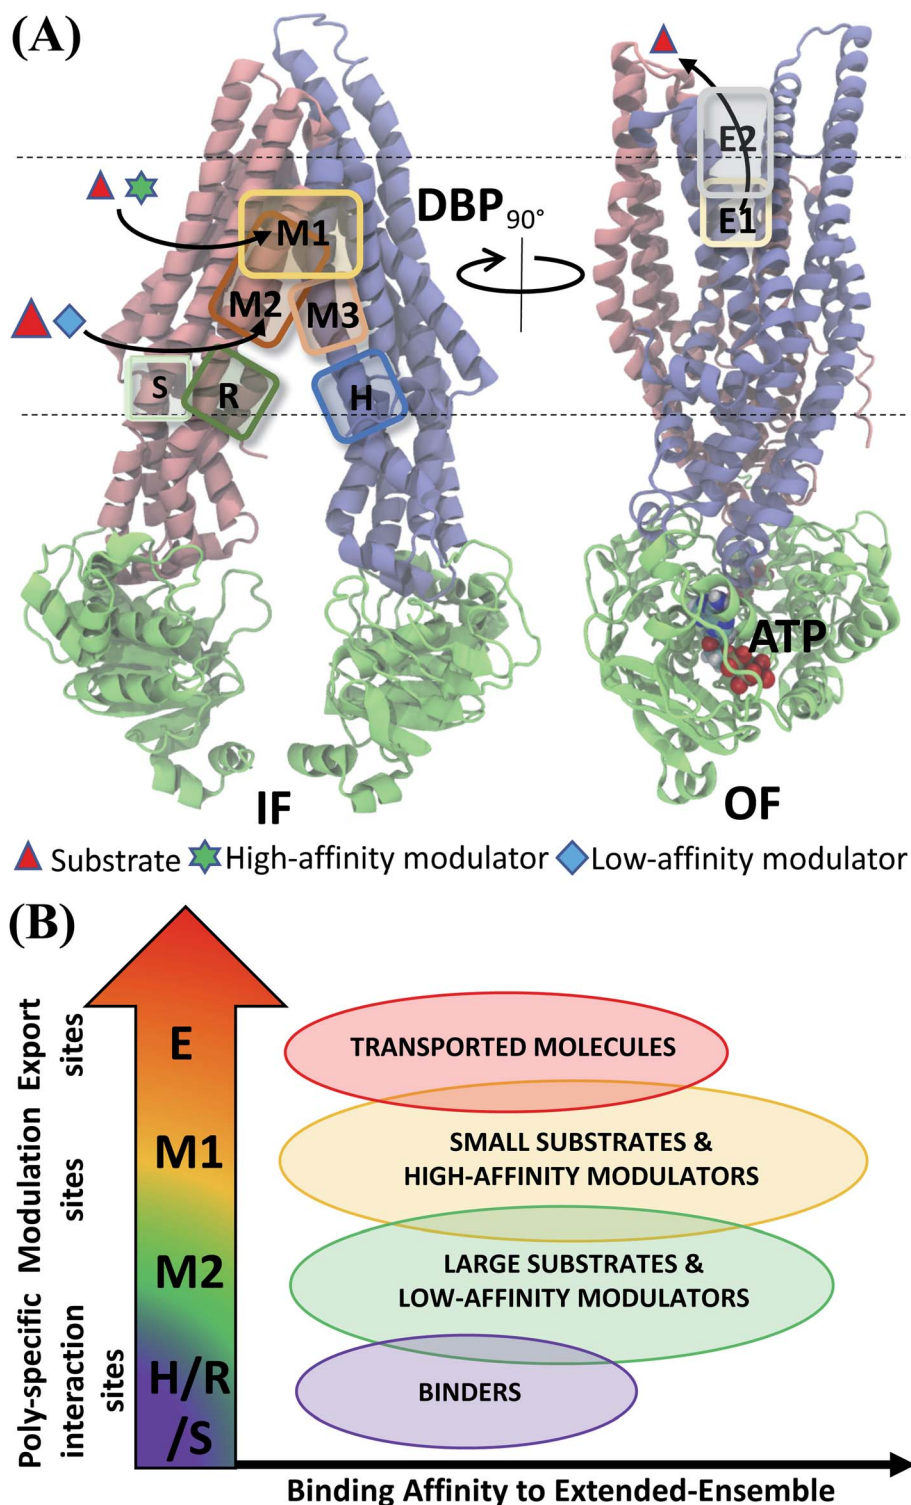 (A)
E2
E1
DBP
90°
M1
M2
M3
S
R
H
ATP
IF
OF
Substrate
High-affinity modulator
Low-affinity modulator
(B)
Export
sites
Modulation
sites
Poly-specific
interaction
sites
E
M1
M2
H/R
/S
TRANSPORTED MOLECULES
SMALL SUBSTRATES &
HIGH-AFFINITY MODULATORS
LARGE SUBSTRATES &
LOW-AFFINITY MODULATORS
BINDERS
Binding Affinity to Extended-Ensemble